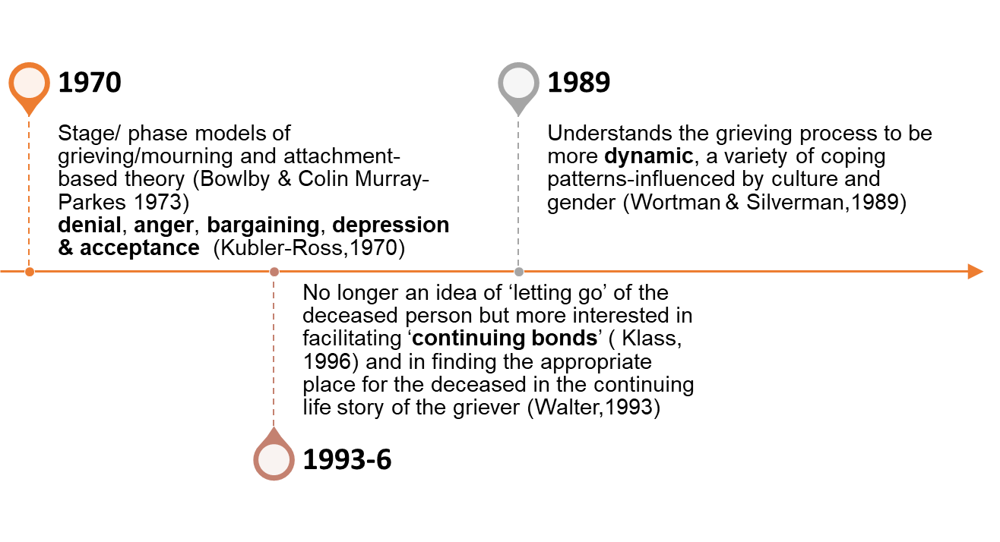 1970
Stage/ phase models of
grieving/mourning and attachment-
based theory (Bowlby & Colin Murray-
Parkes 1973)
denial, anger, bargaining, depression
& acceptance  (Kubler-Ross,1970)
1989
Understands the grieving process to be
more dynamic, a variety of coping
patterns-influenced by culture and
gender (Wortman & Silverman,1989)
No longer an idea of ‘letting go’ of the
deceased person but more interested in
facilitating ‘continuing bonds’ ( Klass,
1996) and in finding the appropriate
place for the deceased in the continuing
life story of the griever (Walter,1993)
1993-6